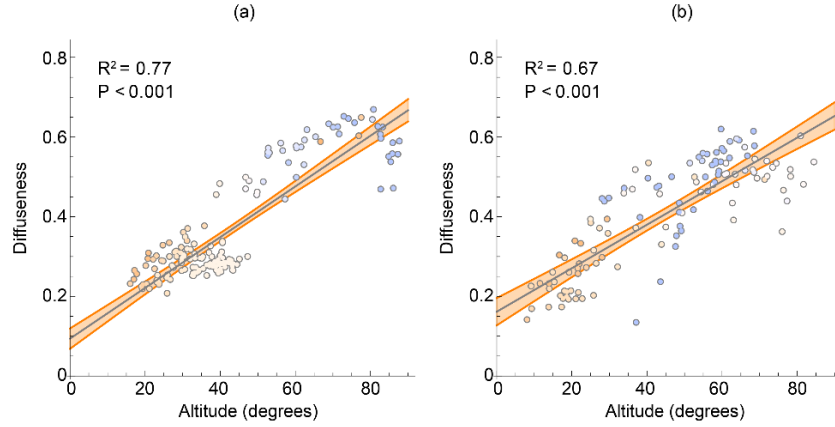 (a)
R² = 0.77
P < 0.001
0.8
0.6
0.4
0.2
0
Diffuseness
0 20 40 60 80
Altitude (degrees)
(b)
R² = 0.67
P < 0.001
0.8
0.6
0.4
0.2
0
Diffuseness
0 20 40 60 80
Altitude (degrees)